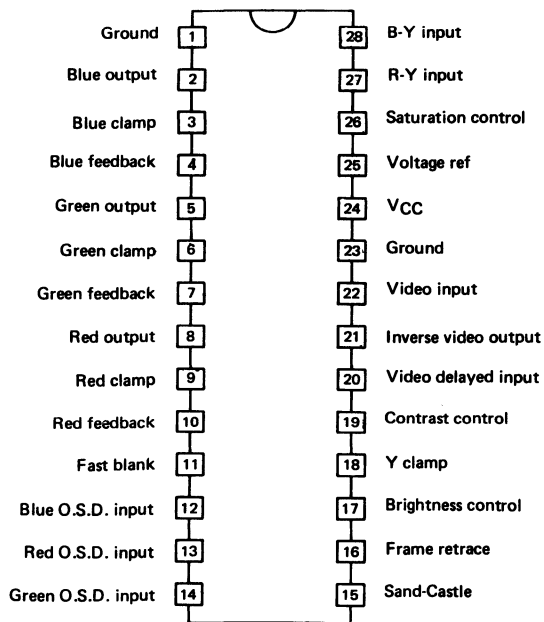 Ground 1 28 B-Y input
Blue output 2 27 R-Y input
Blue clamp 3 26 Saturation control
Blue feedback 4 25 Voltage ref
Green output 5 24 VCC
Green clamp 6 23 Ground
Green feedback 7 22 Video input
Red output 8 21 Inverse video output
Red clamp 9 20 Video delayed input
Red feedback 10 19 Contrast control
Fast blank 11 18 Y clamp
Blue O.S.D. input 12 17 Brightness control
Red O.S.D. input 13 16 Frame retrace
Green O.S.D. input 14 15 Sand-Castle